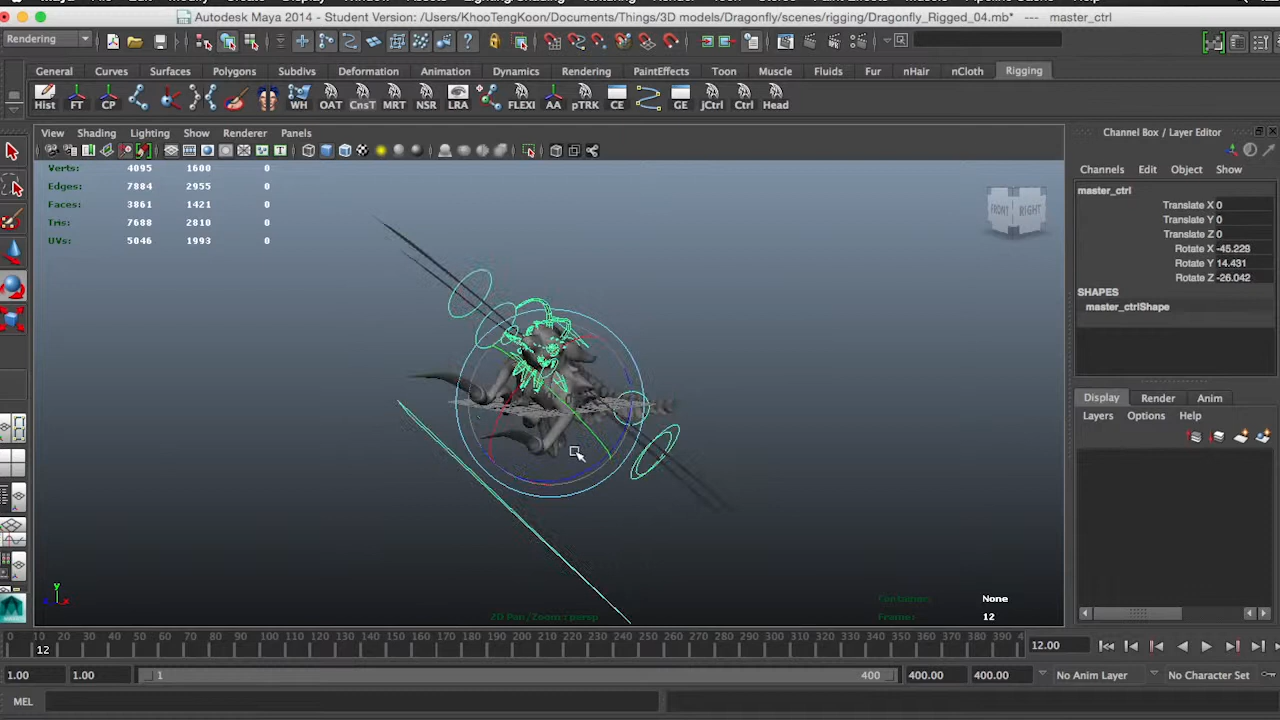 Autodesk Maya 2014 - Student Version: /Users/KhooTengKoon/Documents/Things/3D models/Dragonfly/scenes/rigging/Dragonfly_Rigged_04.mb* --- master_ctrl
Rendering
General Curves Surfaces Polygons Subdivs Deformation Animation Dynamics Rendering PaintEffects Toon Muscle Fluids Fur nHair nCloth Rigging
Hist FT CP WH OAT CnsT MRT NSR LRA FLEXI AA pTRK CE GE JCtrl Ctrl Head
View Shading Lighting Show Renderer Panels
Channel Box / Layer Editor
Verts: 4095 1600 0
Edges: 7884 2955 0
Faces: 3861 1421 0
Tris: 7688 2810 0
UVs: 5046 1993 0
FRONT RIGHT
Channels Edit Object Show
master_ctrl
Translate X 0
Translate Y 0
Translate Z 0
Rotate X -45.229
Rotate Y 14.431
Rotate Z -26.042
SHAPES
master_ctrlShape
Display Render Anim
Layers Options Help
y
x
None
2D Pan/Zoom : persp
Frame: 12
0 10 20 30 40 50 60 70 80 90 100 110 120 130 140 150 160 170 180 190 200 210 220 230 240 250 260 270 280 290 300 310 320 330 340 350 360 370 380 390 4
12
12.00
1.00 1.00 1 400 400.00 400.00 No Anim Layer No Character Set
MEL